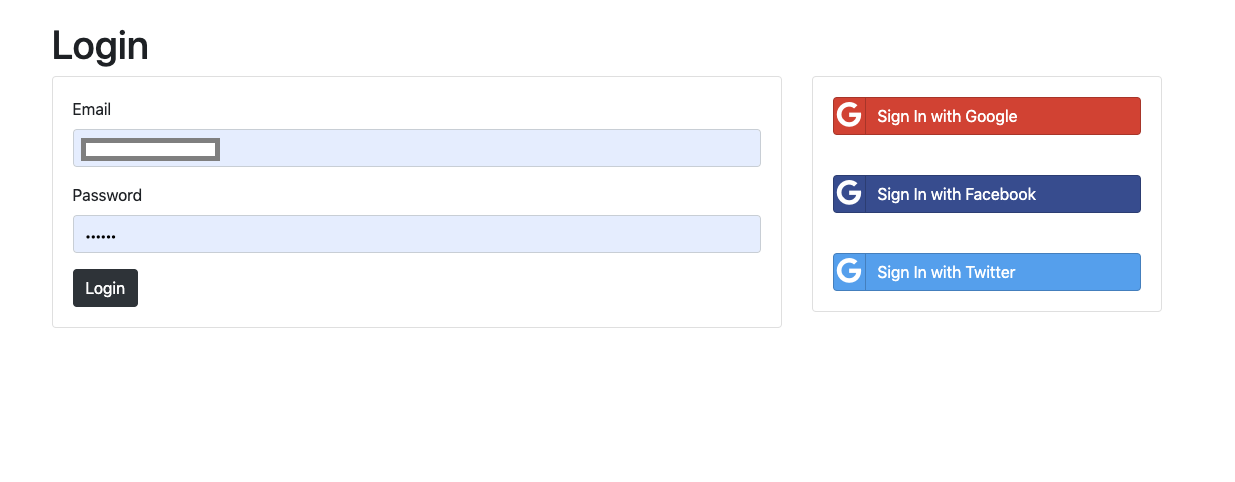 Login
Email
Password
••••••
Login
Sign In with Google
Sign In with Facebook
Sign In with Twitter